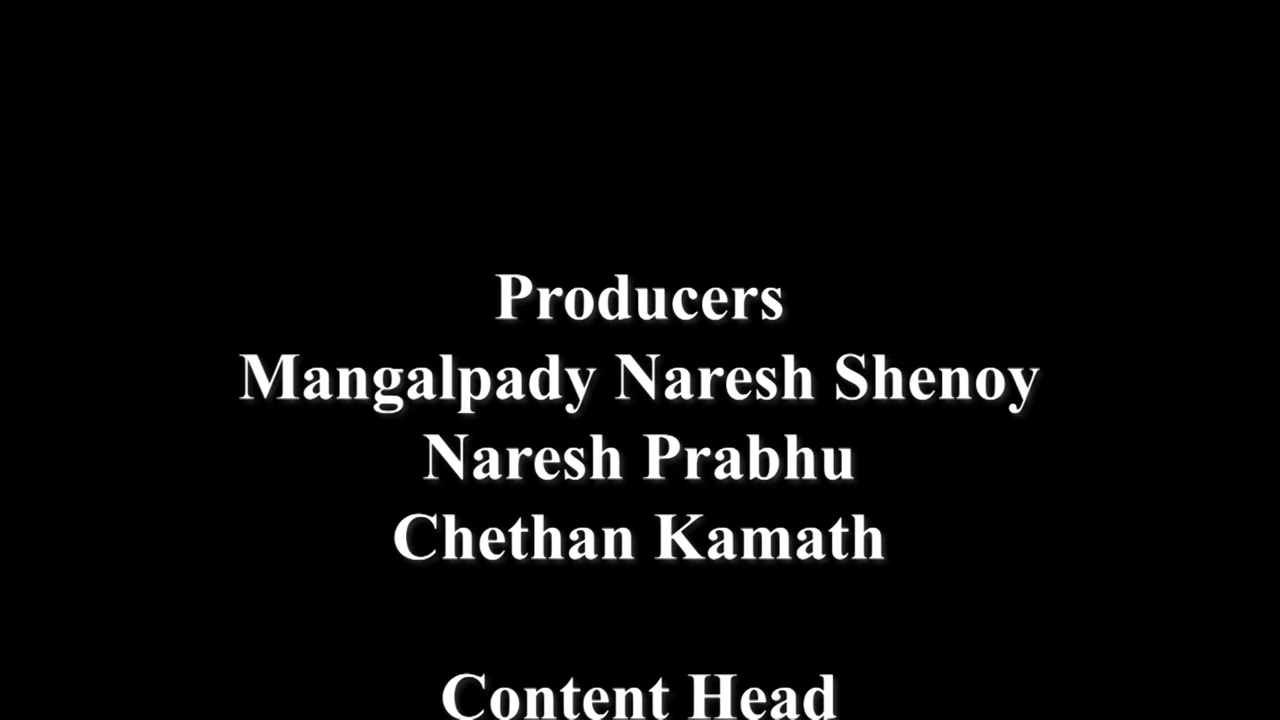 Producers
Mangalpady Naresh Shenoy
Naresh Prabhu
Chethan Kamath
Content Head